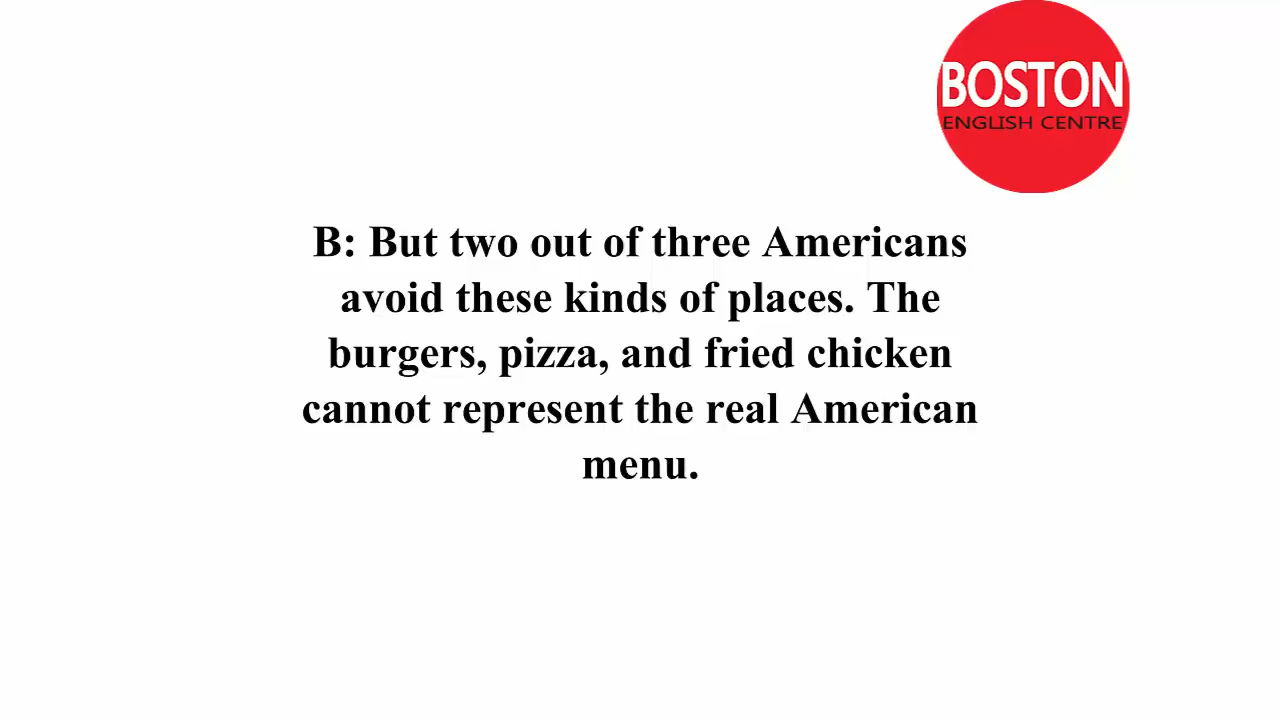 BOSTON
ENGLISH CENTRE
B: But two out of three Americans
avoid these kinds of places. The
burgers, pizza, and fried chicken
cannot represent the real American
menu.